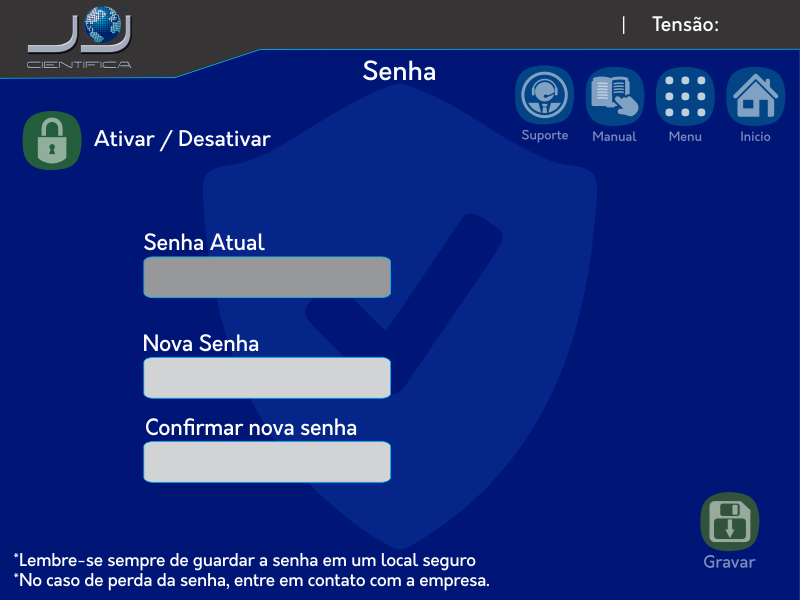 JJ
CIENTIFICA
| Tensão:
Senha
Suporte
Manual
Menu
Inicio
Ativar / Desativar
Senha Atual
Nova Senha
Confirmar nova senha
Gravar
*Lembre-se sempre de guardar a senha em um local seguro
*No caso de perda da senha, entre em contato com a empresa.